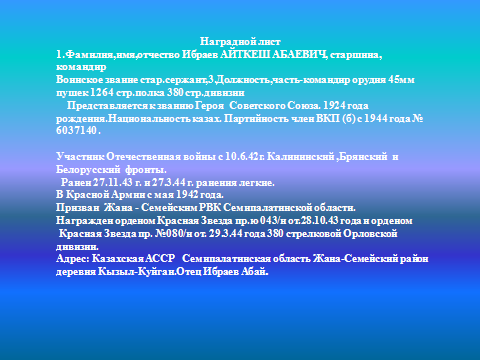 Наградной лист
1.Фамилия,имя,отчество Ибраев АЙТКЕШ АБАЕВИЧ, старшина,
командир
Воинское звание стар.сержант,3.Должность,часть-командир орудия 45мм
пушек 1264 стр.полка 380 стр.дивизии
Представляется к званию Героя Советского Союза. 1924 года
рождения.Национальность казах. Партийность член ВКП (б) с 1944 года №
6037140 .
Участник Отечественная войны с 10.6.42г. Калининский ,Брянский и
Белорусский фронты.
Ранен 27.11.43 г. и 27.3.44 г. ранения легкие.
В Красной Армии с мая 1942 года.
Призван Жана - Семейским РВК Семипалатинской области.
Награжден орденом Красная Звезда пр.ю 043/н от.28.10.43 года и орденом
Красная Звезда пр. №080/н от. 29.3.44 года 380 стрелковой Орловской
дивизии.
Адрес: Казахская АССР Семипалатинская область Жана-Семейский район
деревня Кызыл-Куйган.Отец Ибраев Абай.